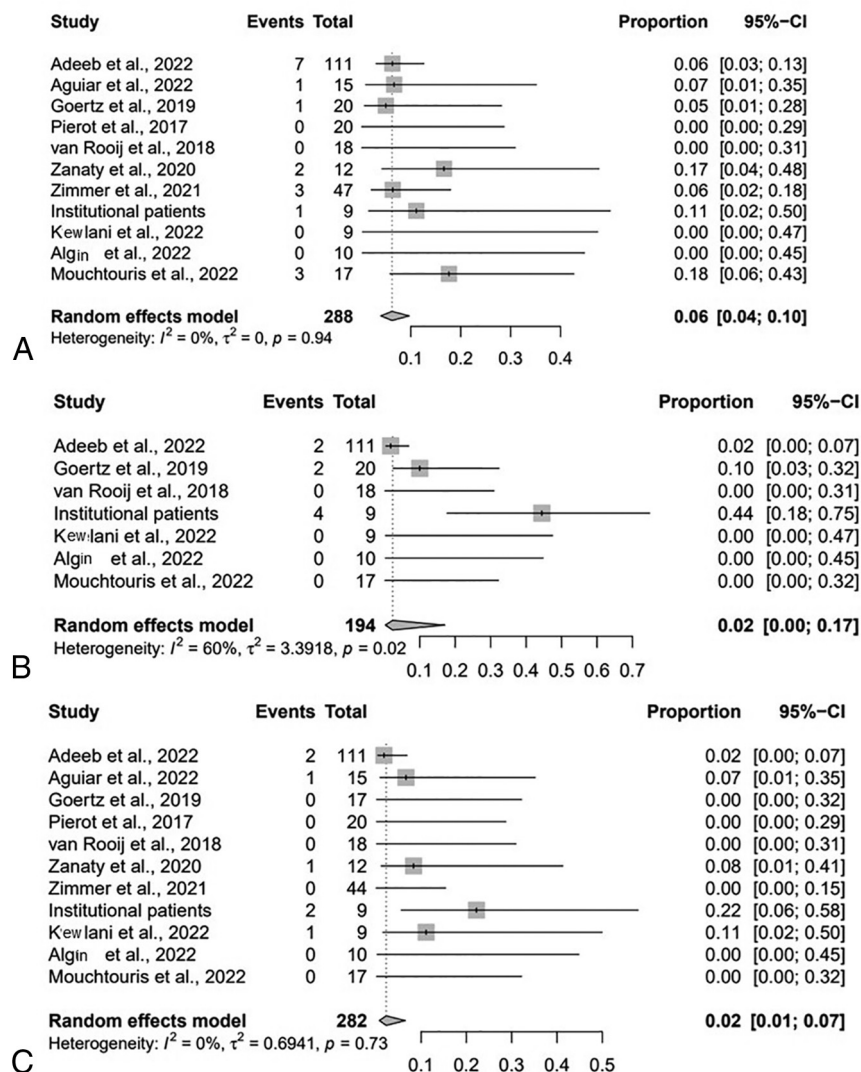 Study Events Total Proportion 95%−CI
Adeeb et al., 2022 7 111 0.06 [0.03; 0.13]
Aguiar et al., 2022 1 15 0.07 [0.01; 0.35]
Goertz et al., 2019 1 20 0.05 [0.01; 0.28]
Pierot et al., 2017 0 20 0.00 [0.00; 0.29]
van Rooij et al., 2018 0 18 0.00 [0.00; 0.31]
Zanaty et al., 2020 2 12 0.17 [0.04; 0.48]
Zimmer et al., 2021 3 47 0.06 [0.02; 0.18]
Institutional patients 1 9 0.11 [0.02; 0.50]
Kewlani et al., 2022 0 9 0.00 [0.00; 0.47]
Algin et al., 2022 0 10 0.00 [0.00; 0.45]
Mouchtouris et al., 2022 3 17 0.18 [0.06; 0.43]
Random effects model 288 0.06 [0.04; 0.10]
Heterogeneity: I² = 0%, τ² = 0, p = 0.94
0.1 0.2 0.3 0.4
A
Study Events Total Proportion 95%−CI
Adeeb et al., 2022 2 111 0.02 [0.00; 0.07]
Goertz et al., 2019 2 20 0.10 [0.03; 0.32]
van Rooij et al., 2018 0 18 0.00 [0.00; 0.31]
Institutional patients 4 9 0.44 [0.18; 0.75]
Kewlani et al., 2022 0 9 0.00 [0.00; 0.47]
Algin et al., 2022 0 10 0.00 [0.00; 0.45]
Mouchtouris et al., 2022 0 17 0.00 [0.00; 0.32]
Random effects model 194 0.02 [0.00; 0.17]
Heterogeneity: I² = 60%, τ² = 3.3918, p = 0.02
0.1 0.2 0.3 0.4 0.5 0.6 0.7
B
Study Events Total Proportion 95%−CI
Adeeb et al., 2022 2 111 0.02 [0.00; 0.07]
Aguiar et al., 2022 1 15 0.07 [0.01; 0.35]
Goertz et al., 2019 0 17 0.00 [0.00; 0.32]
Pierot et al., 2017 0 20 0.00 [0.00; 0.29]
van Rooij et al., 2018 0 18 0.00 [0.00; 0.31]
Zanaty et al., 2020 1 12 0.08 [0.01; 0.41]
Zimmer et al., 2021 0 44 0.00 [0.00; 0.15]
Institutional patients 2 9 0.22 [0.06; 0.58]
Kewlani et al., 2022 1 9 0.11 [0.02; 0.50]
Algin et al., 2022 0 10 0.00 [0.00; 0.45]
Mouchtouris et al., 2022 0 17 0.00 [0.00; 0.32]
Random effects model 282 0.02 [0.01; 0.07]
Heterogeneity: I² = 0%, τ² = 0.6941, p = 0.73
0.1 0.2 0.3 0.4 0.5
C